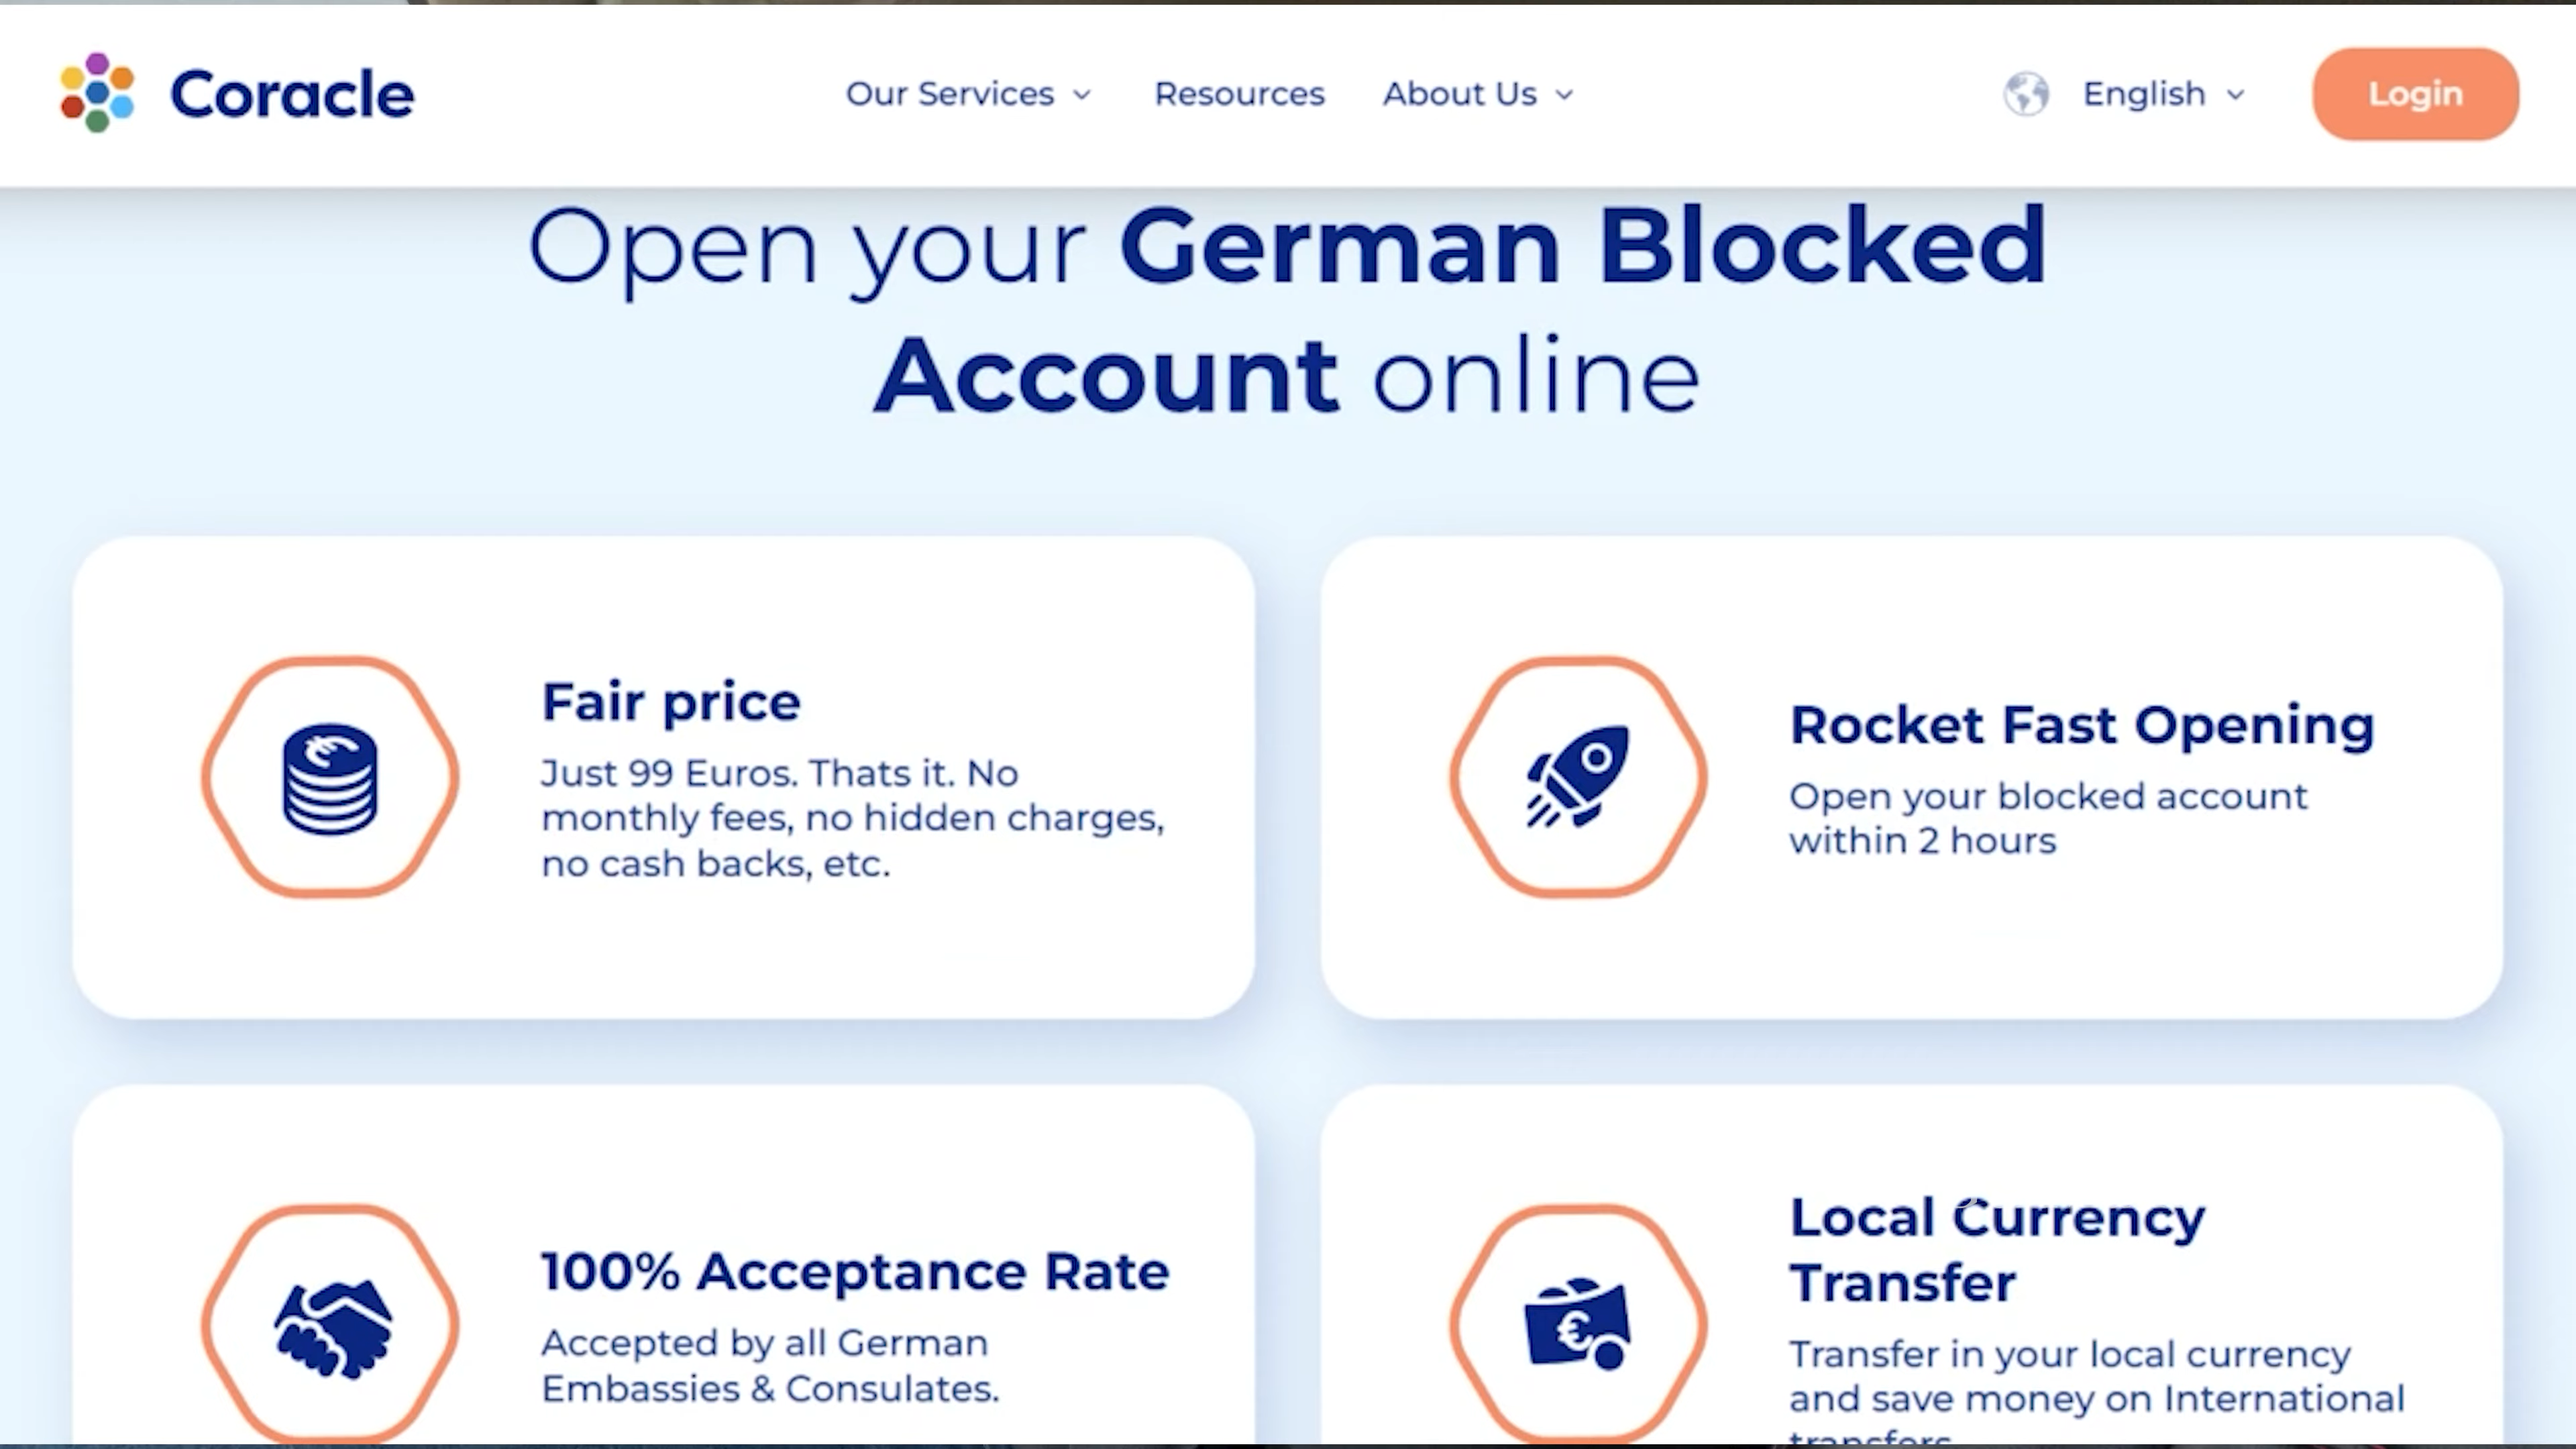 Coracle
Our Services
Resources
About Us
English
Login
Open your German Blocked
Account online
Fair price
Just 99 Euros. Thats it. No
monthly fees, no hidden charges,
no cash backs, etc.
Rocket Fast Opening
Open your blocked account
within 2 hours
100% Acceptance Rate
Accepted by all German
Embassies & Consulates.
Local Currency
Transfer
Transfer in your local currency
and save money on International
transfers